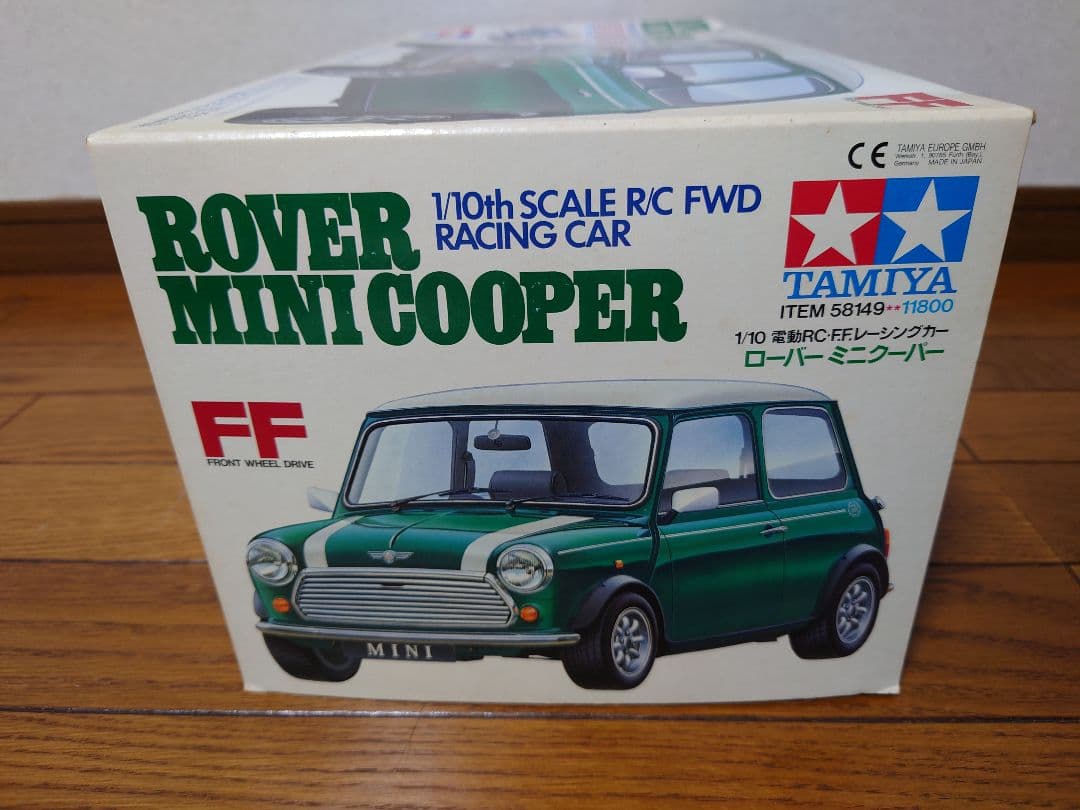 CE TAMIYA EUROPE GMBH
Germany MADE IN JAPAN
ROVER
MINI COOPER
1/10th SCALE R/C FWD
RACING CAR
TAMIYA
ITEM 58149**11800
1/10 電動RC·F.F.レーシングカー
ローバー ミニクーパー
FF
FRONT WHEEL DRIVE
MINI
FF